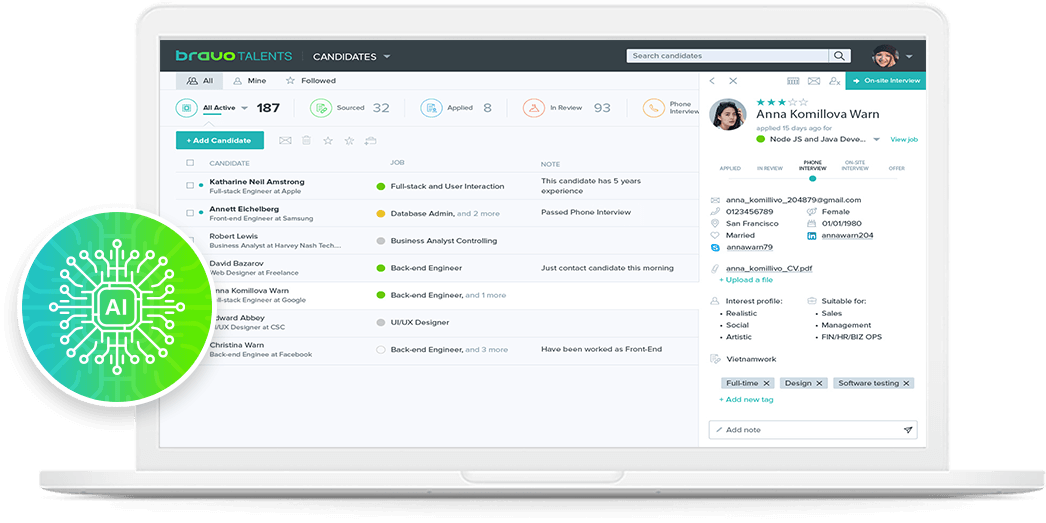 bravoTALENTS
CANDIDATES
Search candidates
All
Mine
Followed
All Active
187
Sourced 32
Applied 8
In Review 93
Phone
Interview
+ Add Candidate
CANDIDATE
JOB
NOTE
Katharine Neil Amstrong
Full-stack Engineer at Apple
Full-stack and User Interaction
This candidate has 5 years
experience
Annett Eichelberg
Front-end Engineer at Samsung
Database Admin, and 2 more
Passed Phone Interview
Robert Lewis
Business Analyst at Harvey Nash Tech...
Business Analyst Controlling
David Bazarov
Web Designer at Freelance
Back-end Engineer
Just contact candidate this morning
nna Komillova Warn
ll-stack Engineer at Google
Back-end Engineer, and 1 more
dward Abbey
I/UX Designer at CSC
UI/UX Designer
Christina Warn
Back-end Enginee at Facebook
Back-end Engineer, and 3 more
Have been worked as Front-End
On-site Interview
Anna Komillova Warn
applied 15 days ago for
Node JS and Java Deve...
View job
APPLIED
IN REVIEW
PHONE
INTERVIEW
ON-SITE
INTERVIEW
OFFER
anna_komillivo_204879@gmail.com
0123456789
Female
San Francisco
01/01/1980
Married
annawarn204
annawarn79
anna_komillivo_CV.pdf
+ Upload a file
Interest profile:
• Realistic
• Social
• Artistic
Suitable for:
• Sales
• Management
• FIN/HR/BIZ OPS
Vietnamwork
Full-time
Design
Software testing
+ Add new tag
Add note
AI